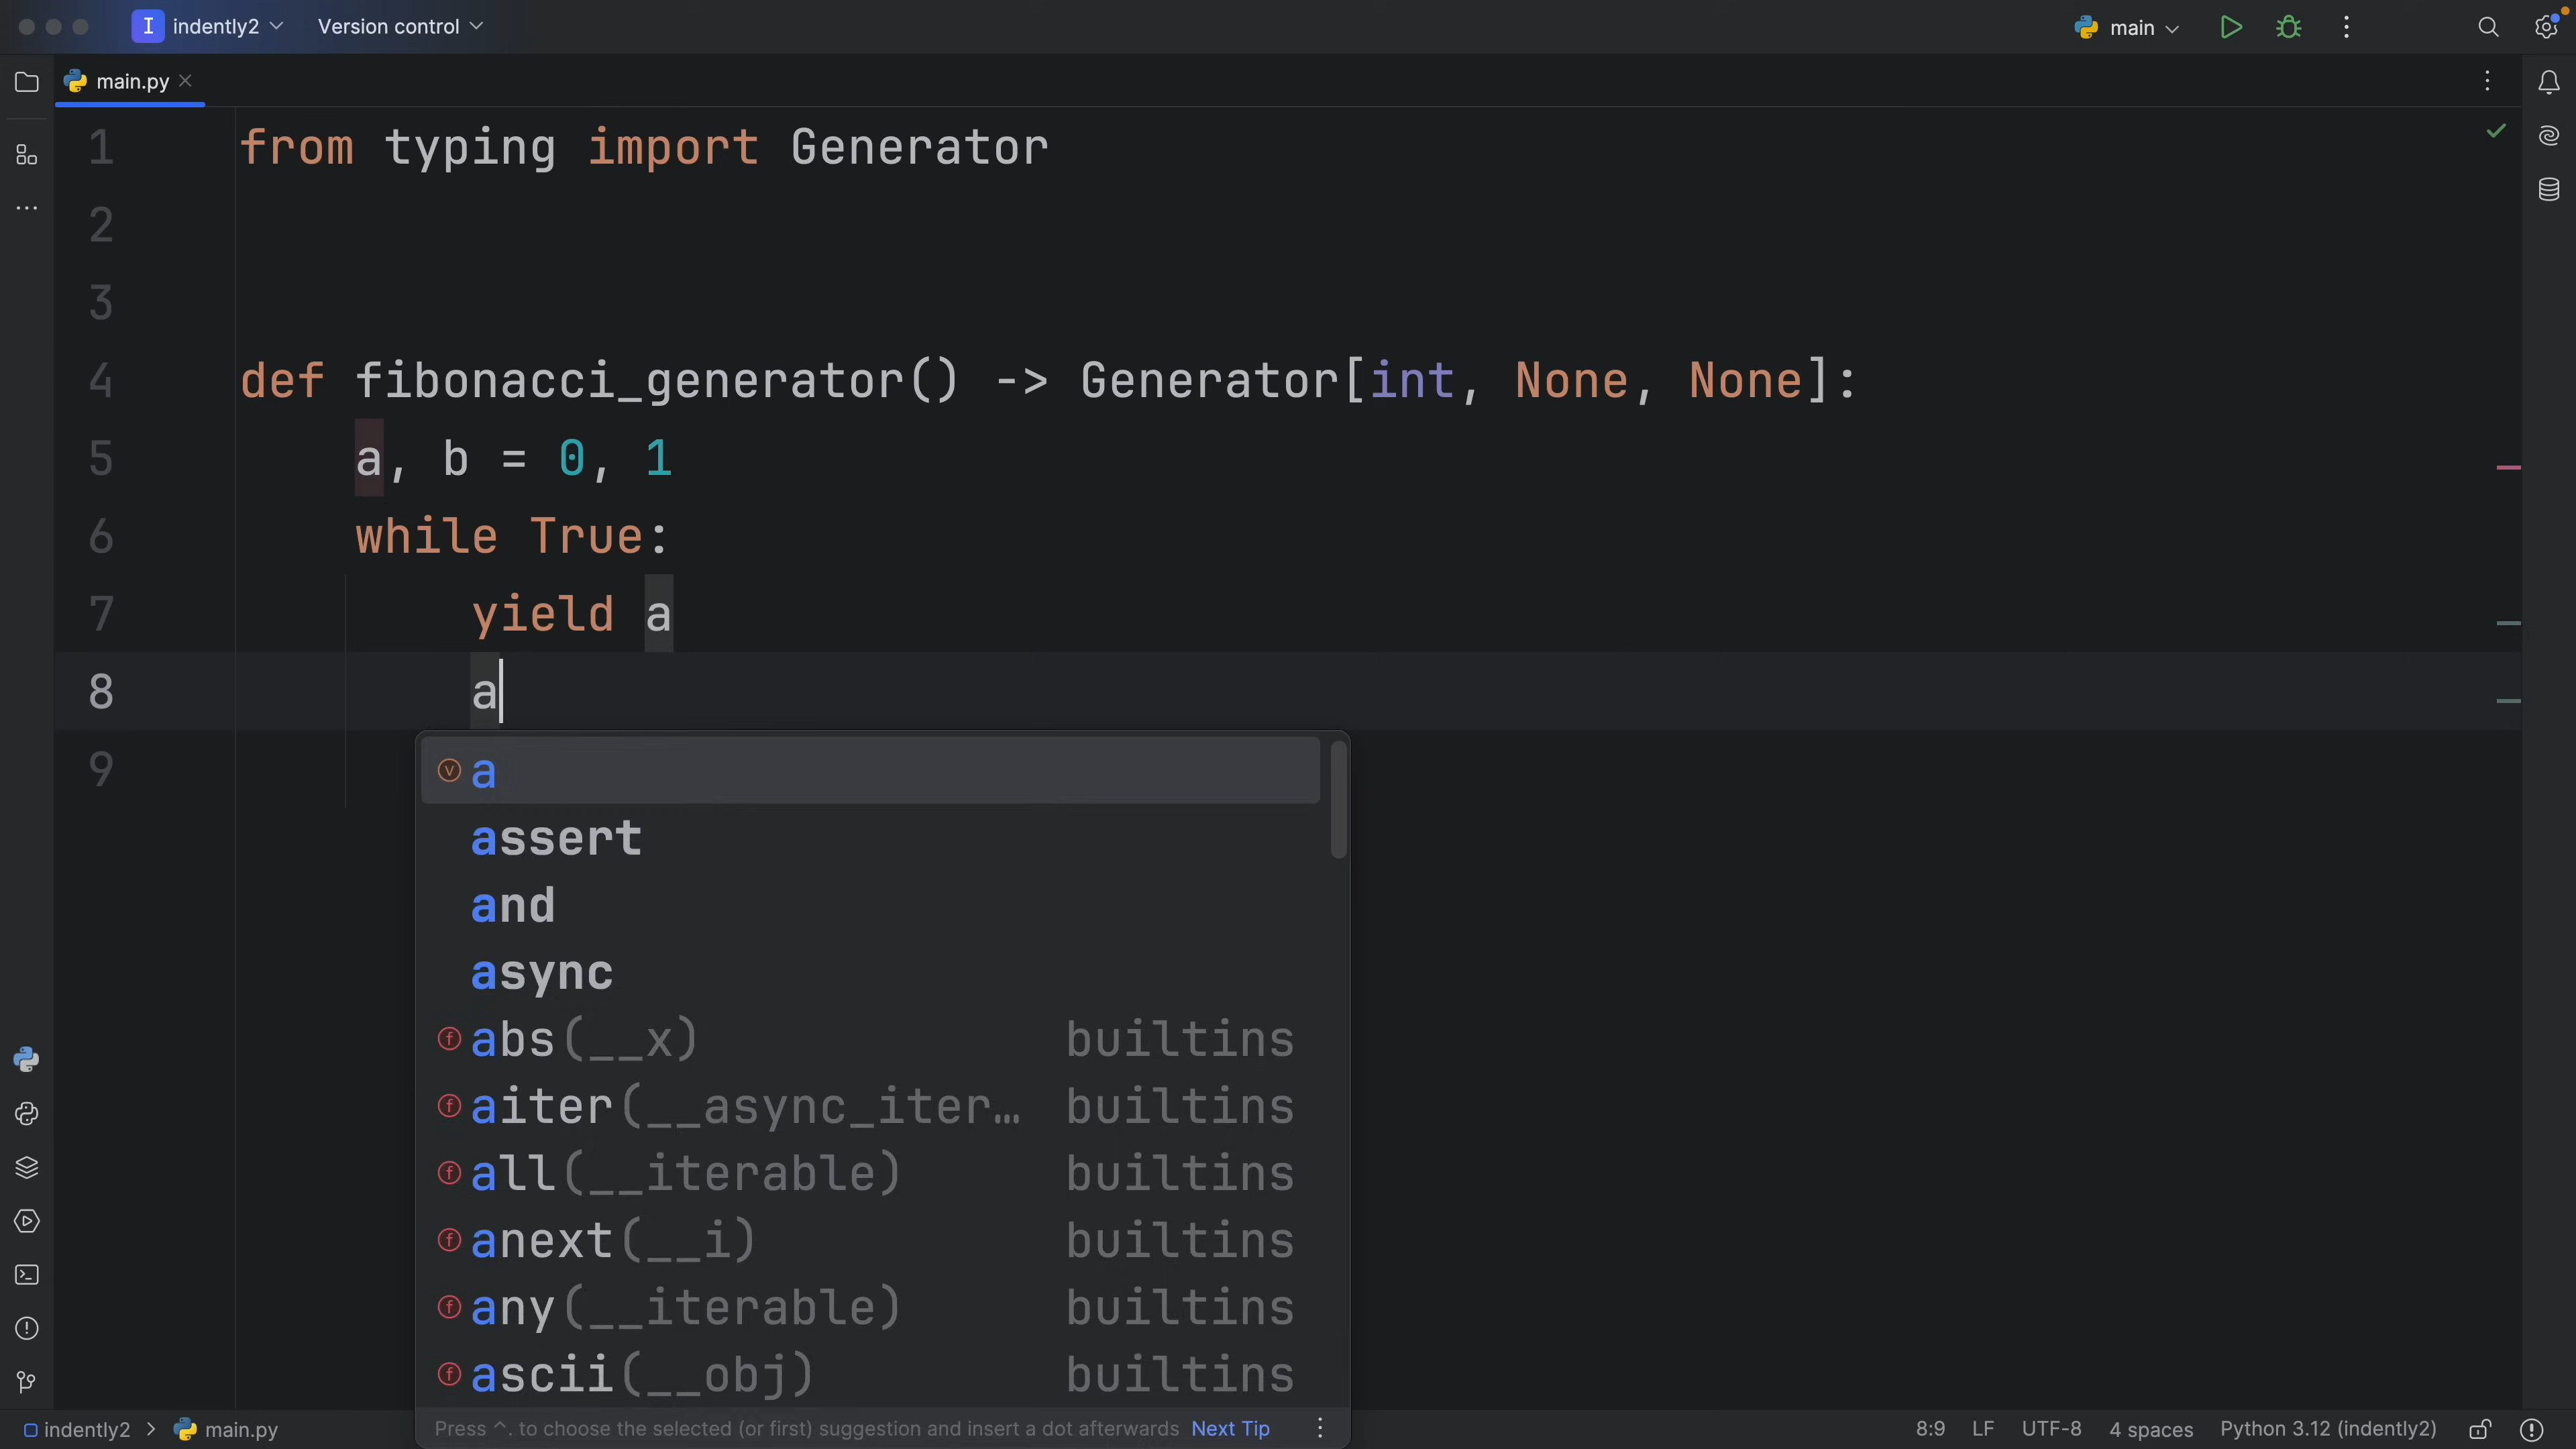 I indently2 Version control main
main.py
1 from typing import Generator
2
3
4 def fibonacci_generator() -> Generator[int, None, None]:
5 a, b = 0, 1
6 while True:
7 yield a
8 a
9
V a
assert
and
async
f abs(__x) builtins
f aiter(__async_iter… builtins
f all(__iterable) builtins
f anext(__i) builtins
f any(__iterable) builtins
f ascii(__obj) builtins
Press ^. to choose the selected (or first) suggestion and insert a dot afterwards Next Tip
indently2 > main.py 8:9 LF UTF-8 4 spaces Python 3.12 (indently2)